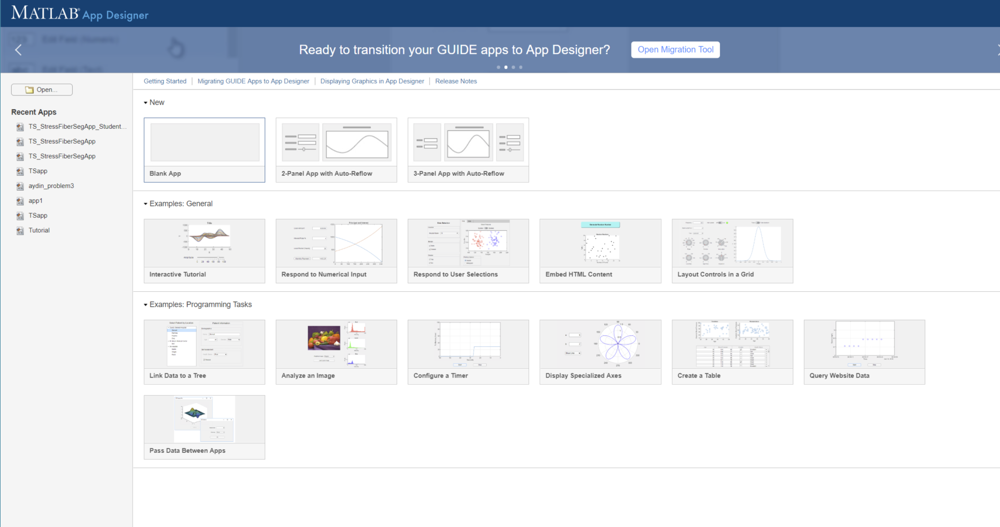 MATLAB® App Designer
Edit Field (Numeric)
Ready to transition your GUIDE apps to App Designer?
Open Migration Tool
Open...
Getting Started
Migrating GUIDE Apps to App Designer
Displaying Graphics in App Designer
Release Notes
Recent Apps
TS_StressFiberSegApp_Student...
TS_StressFiberSegApp
TS_StressFiberSegApp
TSapp
aydin_problem3
app1
TSapp
Tutorial
New
Blank App
2-Panel App with Auto-Reflow
3-Panel App with Auto-Reflow
Examples: General
Interactive Tutorial
Respond to Numerical Input
Respond to User Selections
Embed HTML Content
Layout Controls in a Grid
Examples: Programming Tasks
Link Data to a Tree
Analyze an Image
Configure a Timer
Display Specialized Axes
Create a Table
Query Website Data
Pass Data Between Apps